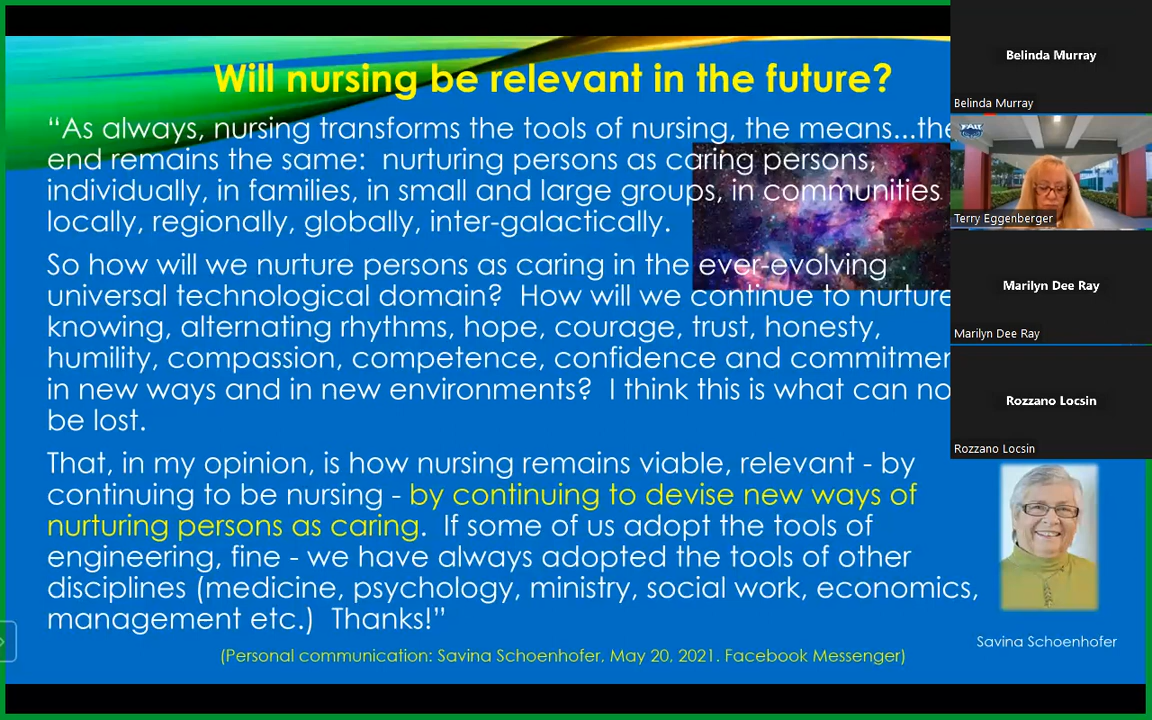 Will nursing be relevant in the future?
“As always, nursing transforms the tools of nursing, the means...the
end remains the same: nurturing persons as caring persons,
individually, in families, in small and large groups, in communities
locally, regionally, globally, inter-galactically.
So how will we nurture persons as caring in the ever-evolving
universal technological domain? How will we continue to nurture
knowing, alternating rhythms, hope, courage, trust, honesty,
humility, compassion, competence, confidence and commitmen
in new ways and in new environments? I think this is what can no
be lost.
That, in my opinion, is how nursing remains viable, relevant - by
continuing to be nursing - by continuing to devise new ways of
nurturing persons as caring. If some of us adopt the tools of
engineering, fine - we have always adopted the tools of other
disciplines (medicine, psychology, ministry, social work, economics,
management etc.) Thanks!”
(Personal communication: Savina Schoenhofer, May 20, 2021. Facebook Messenger)
Savina Schoenhofer
Belinda Murray
Belinda Murray
FAU
Terry Eggenberger
Marilyn Dee Ray
Marilyn Dee Ray
Rozzano Locsin
Rozzano Locsin